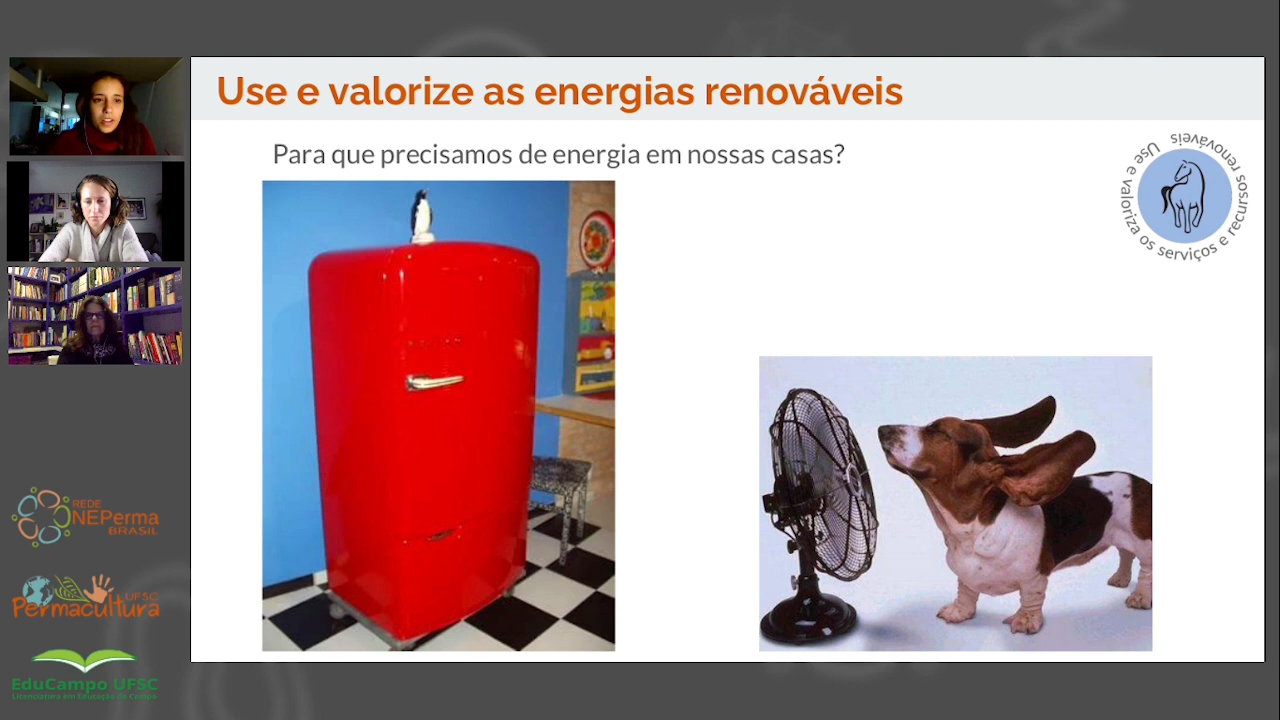 Use e valorize as energias renováveis
Para que precisamos de energia em nossas casas?
Use e valoriza os serviços e recursos renováveis
REDE
NEPerma
BRASIL
UFSC
Permacultura
EduCampo UFSC
Licenciatura em Educação do Campo